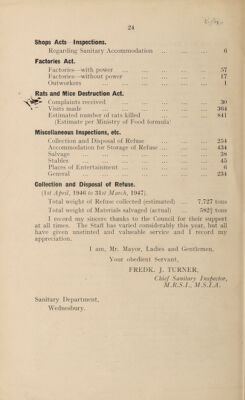 24
Shops Acts—Inspections.
Regarding Sanitary Accommodation ... ... ... 6
Factories Act.
Factories—with power ... ... ... ... ... 57
Factories—without power ... ... ... ... 17
Outworkers ... ... ... ... ... ... 1
Rats and Mice Destruction Act.
Complaints received ... ... ... ... ... 30
Visits made ... ... ... ... ... ... 364
Estimated number of rats killed ... ... ... 841
(Estimate per Ministry of Food formula)
Miscellaneous Inspections, etc.
Collection and Disposal of Refuse ... ... ... 254
Accommodation for Storage of Refuse ... ... ... 434
Salvage ... ... ... ... ... ... 38
Stables ... ... ... ... ... ... 45
Places of Entertainment ... ... ... ... 6
General ... ... ... ... ... ... 234
Collection and Disposal of Refuse.
(1st April, 1946 to 31st March, 1947).
Total weight of Refuse collected (estimated) ... 7,727 tons
Total weight of Materials salvaged (actual) ... 582½ tons
I record my sincere thanks to the Council for their support
at all times. The Staff has varied considerably this year, but all
have given unstinted and valueable service and I record my
appreciation.
I am, Mr. Mayor, Ladies and Gentlemen,
Your obedient Servant,
FREDK. J. TURNER,
Chief Sanitary Inspector,
M.R.S.I., M.S.I.A.
Sanitary Department,
Wednesbury.